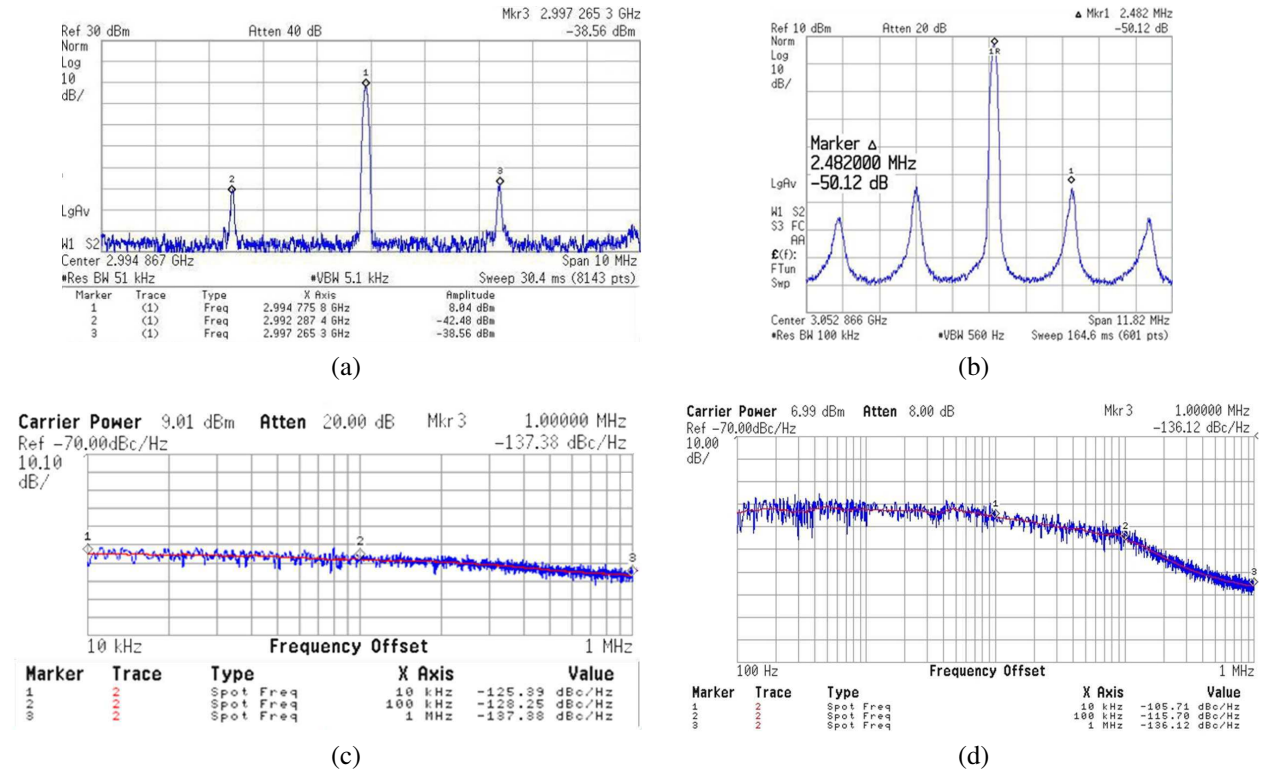 Mkr3 2.997 265 3 GHz
Ref 30 dBm Atten 40 dB -38.56 dBm
Norm
Log
10
dB/
1
2
3
LgAv
W1 S2
Center 2.994 867 GHz Span 10 MHz
*Res BW 51 kHz *VBW 5.1 kHz Sweep 30.4 ms (8143 pts)
Marker Trace Type X Axis Amplitude
1 (1) Freq 2.994 775 8 GHz 8.04 dBm
2 (1) Freq 2.992 287 4 GHz -42.48 dBm
3 (1) Freq 2.997 265 3 GHz -38.56 dBm
(a)
Δ Mkr1 2.482 MHz
Ref 10 dBm Atten 20 dB -50.12 dB
Norm
Log
10
dB/
1R
Marker Δ
2.482000 MHz
-50.12 dB
1
LgAv
W1 S2
S3 FC
AA
£(f):
FTun
Swp
Center 3.052 866 GHz Span 11.82 MHz
*Res BW 100 kHz *VBW 560 Hz Sweep 164.6 ms (601 pts)
(b)
Carrier Power 9.01 dBm Atten 20.00 dB Mkr3 1.00000 MHz
Ref -70.00dBc/Hz -137.38 dBc/Hz
10.10
dB/
1
2
3
10 kHz Frequency Offset 1 MHz
Marker Trace Type X Axis Value
1 2 Spot Freq 10 kHz -125.39 dBc/Hz
2 2 Spot Freq 100 kHz -128.25 dBc/Hz
3 2 Spot Freq 1 MHz -137.38 dBc/Hz
(c)
Carrier Power 6.99 dBm Atten 8.00 dB Mkr3 1.00000 MHz
Ref -70.00dBc/Hz -136.12 dBc/Hz
10.00
dB/
1
2
3
100 Hz Frequency Offset 1 MHz
Marker Trace Type X Axis Value
1 2 Spot Freq 10 kHz -105.71 dBc/Hz
2 2 Spot Freq 100 kHz -115.70 dBc/Hz
3 2 Spot Freq 1 MHz -136.12 dBc/Hz
(d)